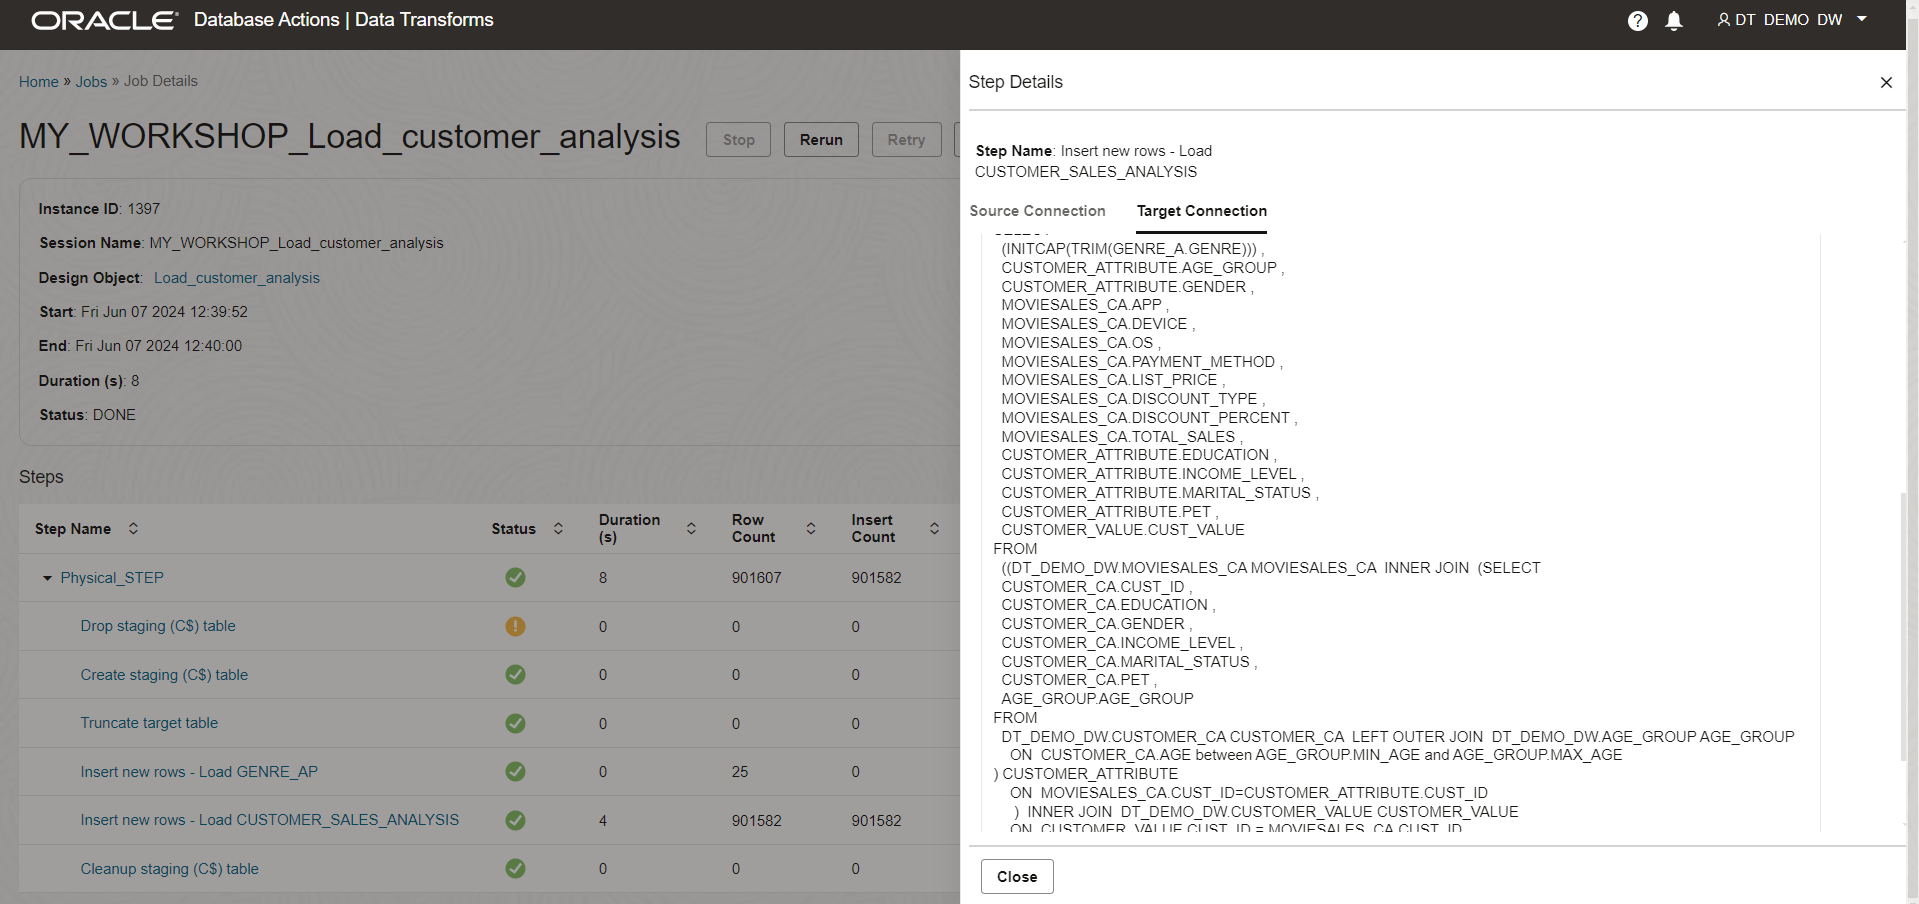 ORACLE Database Actions | Data Transforms
? DT_DEMO_DW
Home » Jobs » Job Details
MY_WORKSHOP_Load_customer_analysis
Stop Rerun Retry
Instance ID: 1397
Session Name: MY_WORKSHOP_Load_customer_analysis
Design Object: Load_customer_analysis
Start: Fri Jun 07 2024 12:39:52
End: Fri Jun 07 2024 12:40:00
Duration (s): 8
Status: DONE
Steps
Step Name Status Duration (s) Row Count Insert Count
Physical_STEP 8 901607 901582
Drop staging (C$) table ! 0 0 0
Create staging (C$) table 0 0 0
Truncate target table 0 0 0
Insert new rows - Load GENRE_AP 0 25 0
Insert new rows - Load CUSTOMER_SALES_ANALYSIS 4 901582 901582
Cleanup staging (C$) table 0 0 0
Step Details
Step Name: Insert new rows - Load
CUSTOMER_SALES_ANALYSIS
Source Connection Target Connection
(INITCAP(TRIM(GENRE_A.GENRE))) ,
CUSTOMER_ATTRIBUTE.AGE_GROUP ,
CUSTOMER_ATTRIBUTE.GENDER ,
MOVIESALES_CA.APP ,
MOVIESALES_CA.DEVICE ,
MOVIESALES_CA.OS ,
MOVIESALES_CA.PAYMENT_METHOD ,
MOVIESALES_CA.LIST_PRICE ,
MOVIESALES_CA.DISCOUNT_TYPE ,
MOVIESALES_CA.DISCOUNT_PERCENT ,
MOVIESALES_CA.TOTAL_SALES ,
CUSTOMER_ATTRIBUTE.EDUCATION ,
CUSTOMER_ATTRIBUTE.INCOME_LEVEL ,
CUSTOMER_ATTRIBUTE.MARITAL_STATUS ,
CUSTOMER_ATTRIBUTE.PET ,
CUSTOMER_VALUE.CUST_VALUE
FROM
((DT_DEMO_DW.MOVIESALES_CA MOVIESALES_CA INNER JOIN (SELECT
CUSTOMER_CA.CUST_ID ,
CUSTOMER_CA.EDUCATION ,
CUSTOMER_CA.GENDER ,
CUSTOMER_CA.INCOME_LEVEL ,
CUSTOMER_CA.MARITAL_STATUS ,
CUSTOMER_CA.PET ,
AGE_GROUP.AGE_GROUP
FROM
DT_DEMO_DW.CUSTOMER_CA CUSTOMER_CA LEFT OUTER JOIN DT_DEMO_DW.AGE_GROUP AGE_GROUP
ON CUSTOMER_CA.AGE between AGE_GROUP.MIN_AGE and AGE_GROUP.MAX_AGE
) CUSTOMER_ATTRIBUTE
ON MOVIESALES_CA.CUST_ID=CUSTOMER_ATTRIBUTE.CUST_ID
) INNER JOIN DT_DEMO_DW.CUSTOMER_VALUE CUSTOMER_VALUE
ON CUSTOMER_VALUE.CUST_ID = MOVIESALES_CA.CUST_ID
Close